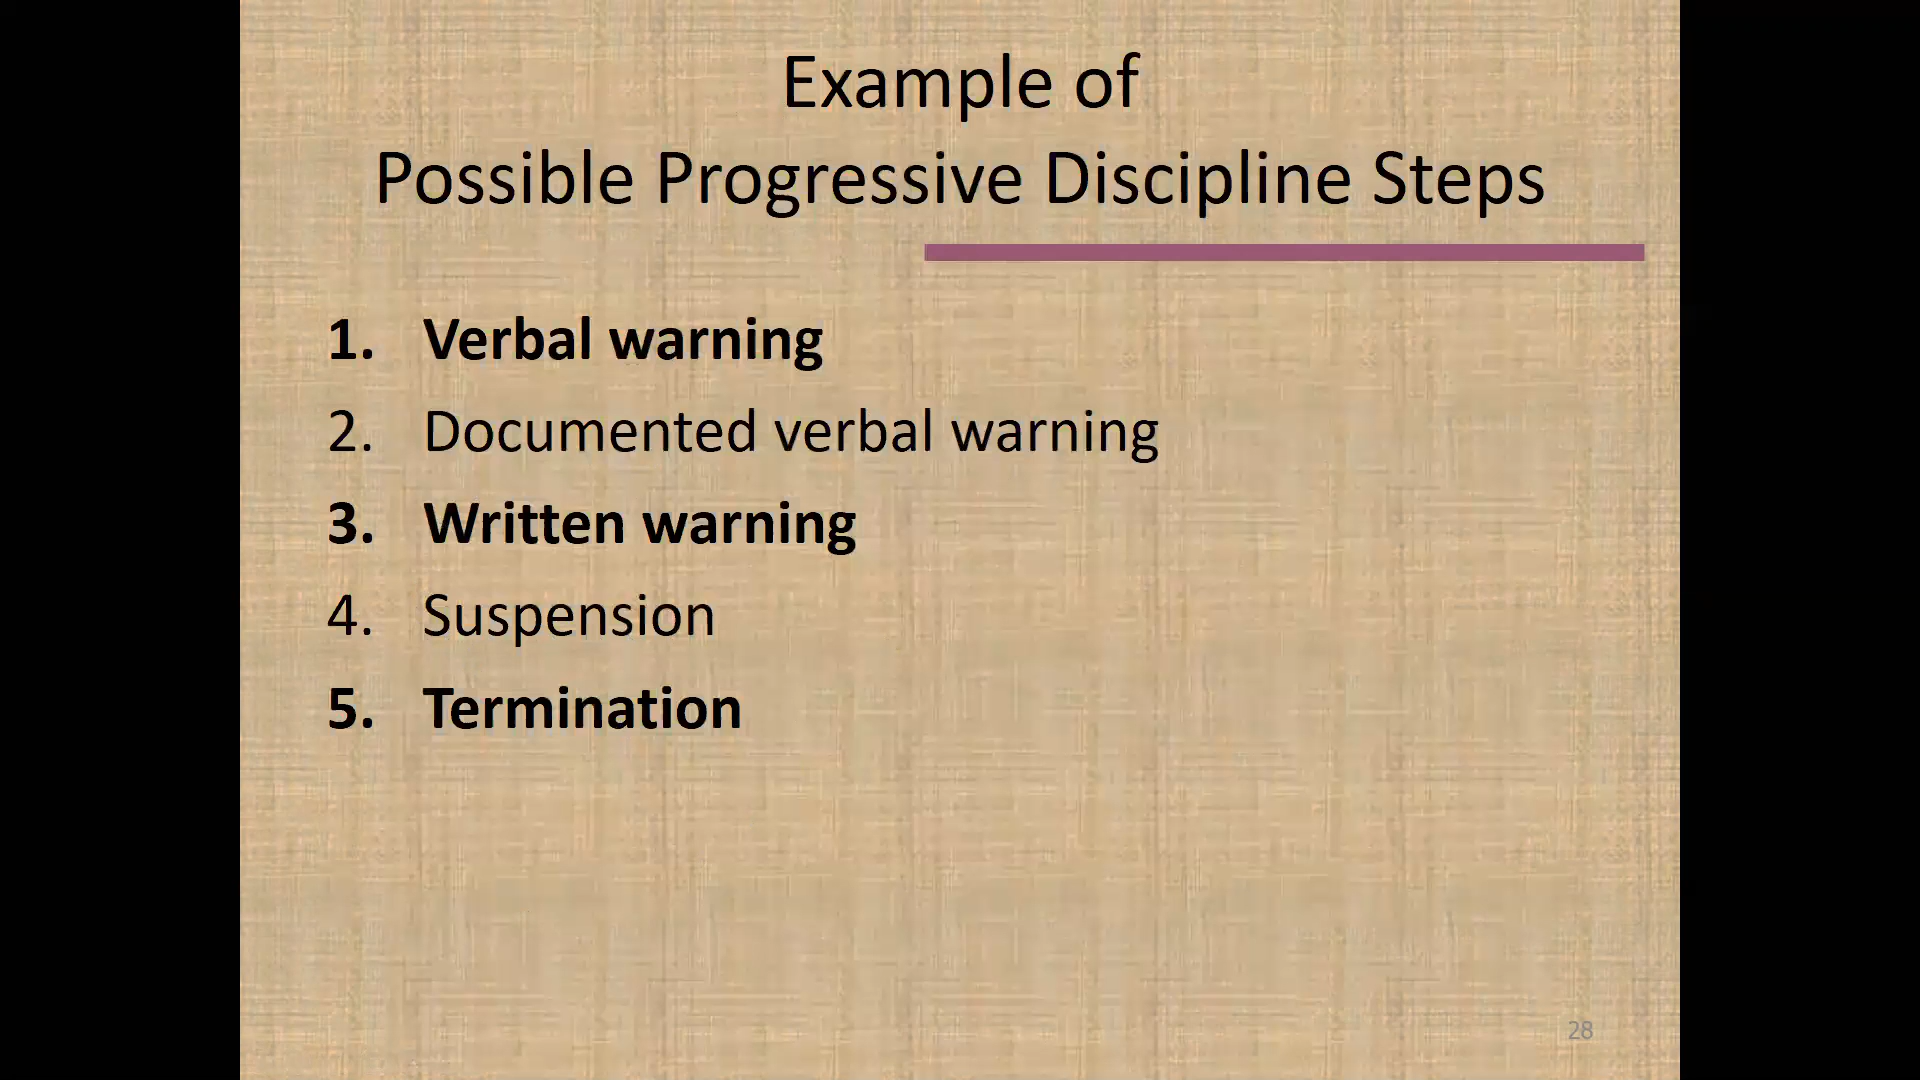 Example of
Possible Progressive Discipline Steps
1. Verbal warning
2. Documented verbal warning
3. Written warning
4. Suspension
5. Termination
28